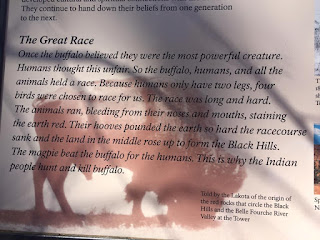 They continue to hand down their beliefs from one generation
to the next.
The Great Race
Once the buffalo believed they were the most powerful creature.
Humans thought this unfair. So the buffalo, humans, and all the
animals held a race. Because humans only have two legs, four
birds were chosen to race for us. The race was long and hard.
The animals ran, bleeding from their noses and mouths, staining
the earth red. Their hooves pounded the earth so hard the racecourse
sank and the land in the middle rose up to form the Black Hills.
The magpie beat the buffalo for the humans. This is why the Indian
people hunt and kill buffalo.
Told by the Lakota of the origin of
the red rocks that circle the Black
Hills and the Belle Fourche River
Valley at the Tower